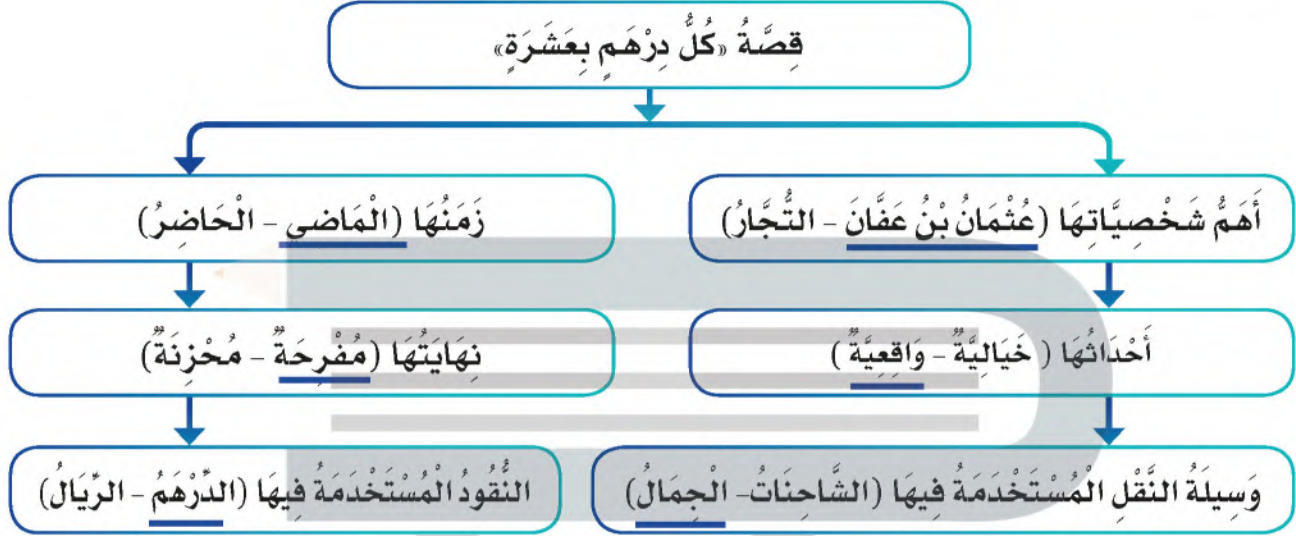 قِصَّةُ «كُلُّ دِرْهَمٍ بِعَشَرَةٍ»
أَهَمُّ شَخْصِيَّاتِهَا (عُثْمَانُ بْنُ عَفَّانَ - التُّجَّارُ)
زَمَنُهَا (الْمَاضِي - الْحَاضِرُ)
أَحْدَاثُهَا ( خَيَالِيَّةٌ - وَاقِعِيَّةٌ )
نِهَايَتُهَا (مُفْرِحَةٌ - مُحْزِنَةٌ)
وَسِيلَةُ النَّقْلِ الْمُسْتَخْدَمَةُ فِيهَا (الشَّاحِنَاتُ- الْجِمَالُ)
النُّقُودُ الْمُسْتَخْدَمَةُ فِيهَا (الدِّرْهَمُ - الرِّيَالُ)